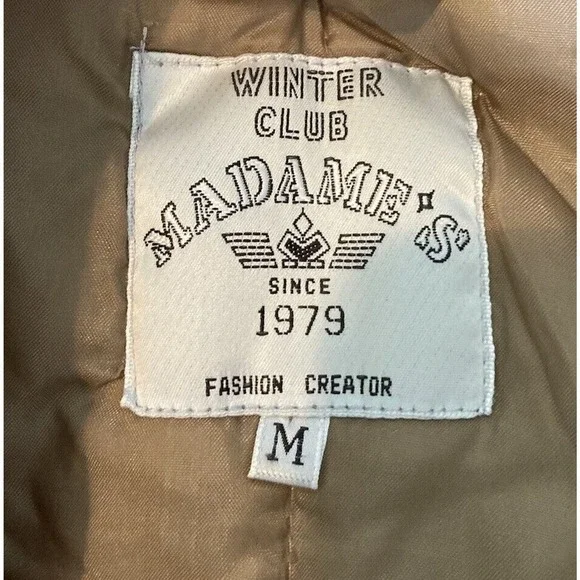 WINTER
CLUB
MADAME'S
SINCE
1979
FASHION CREATOR
M